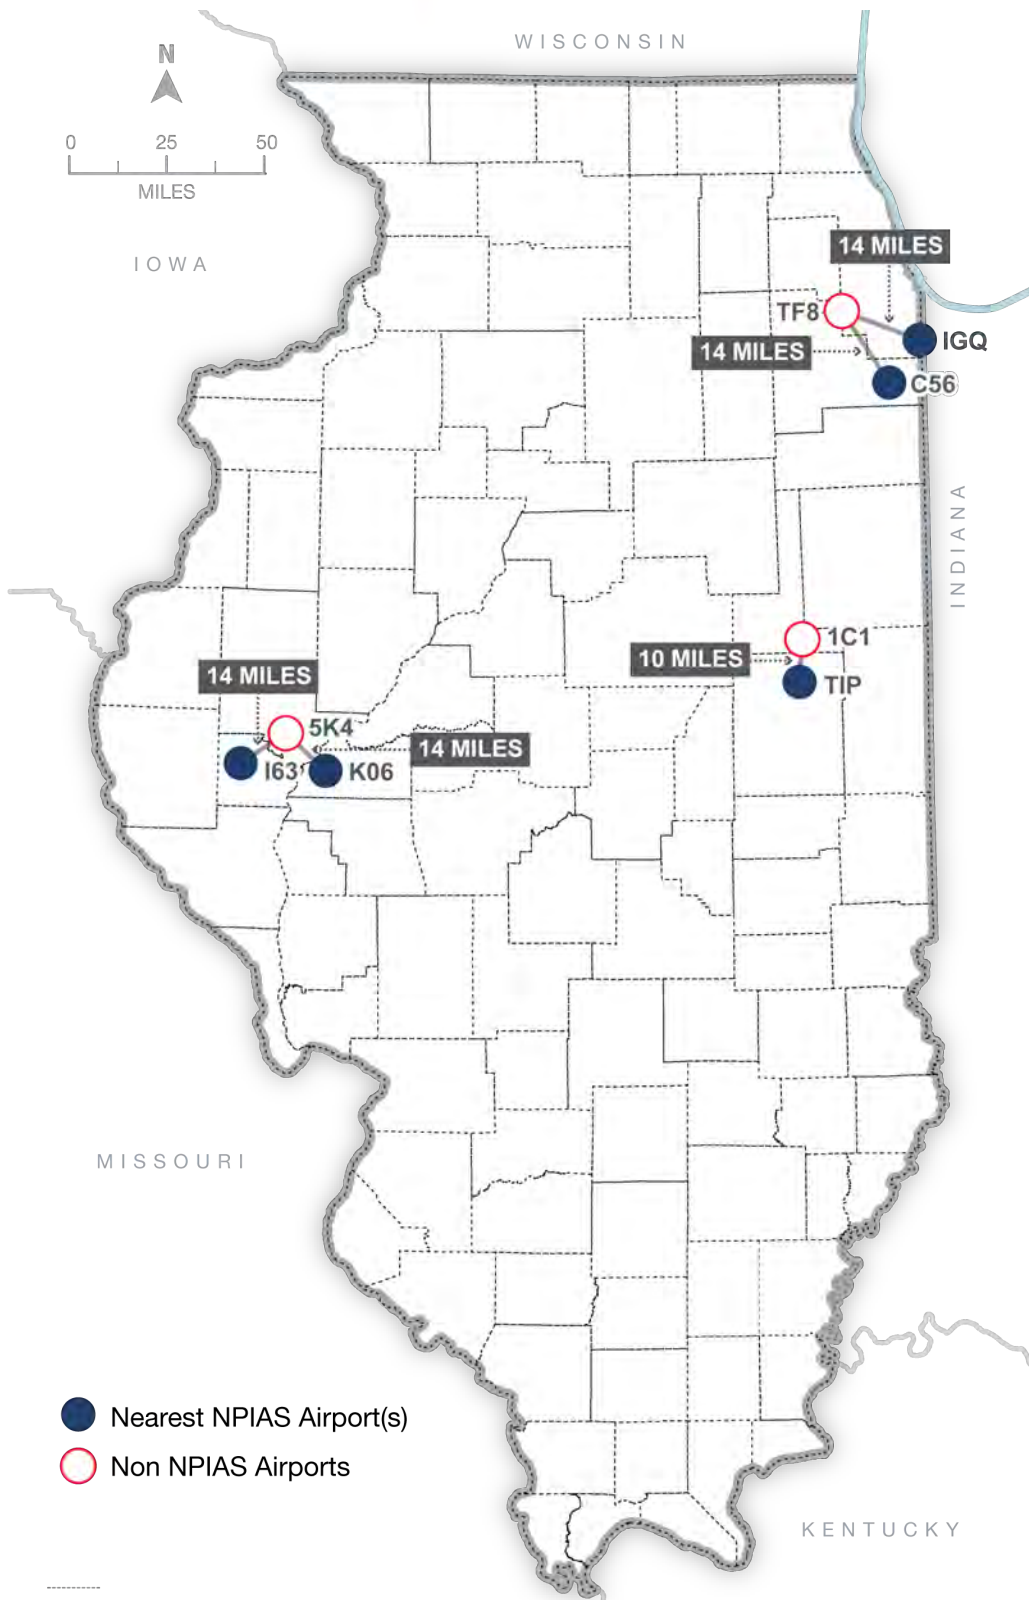 WISCONSIN
N
0 25 50
MILES
IOWA
14 MILES
TF8
IGQ
14 MILES
C56
INDIANA
1C1
10 MILES
TIP
14 MILES
5K4
14 MILES
I63
K06
MISSOURI
Nearest NPIAS Airport(s)
Non NPIAS Airports
KENTUCKY